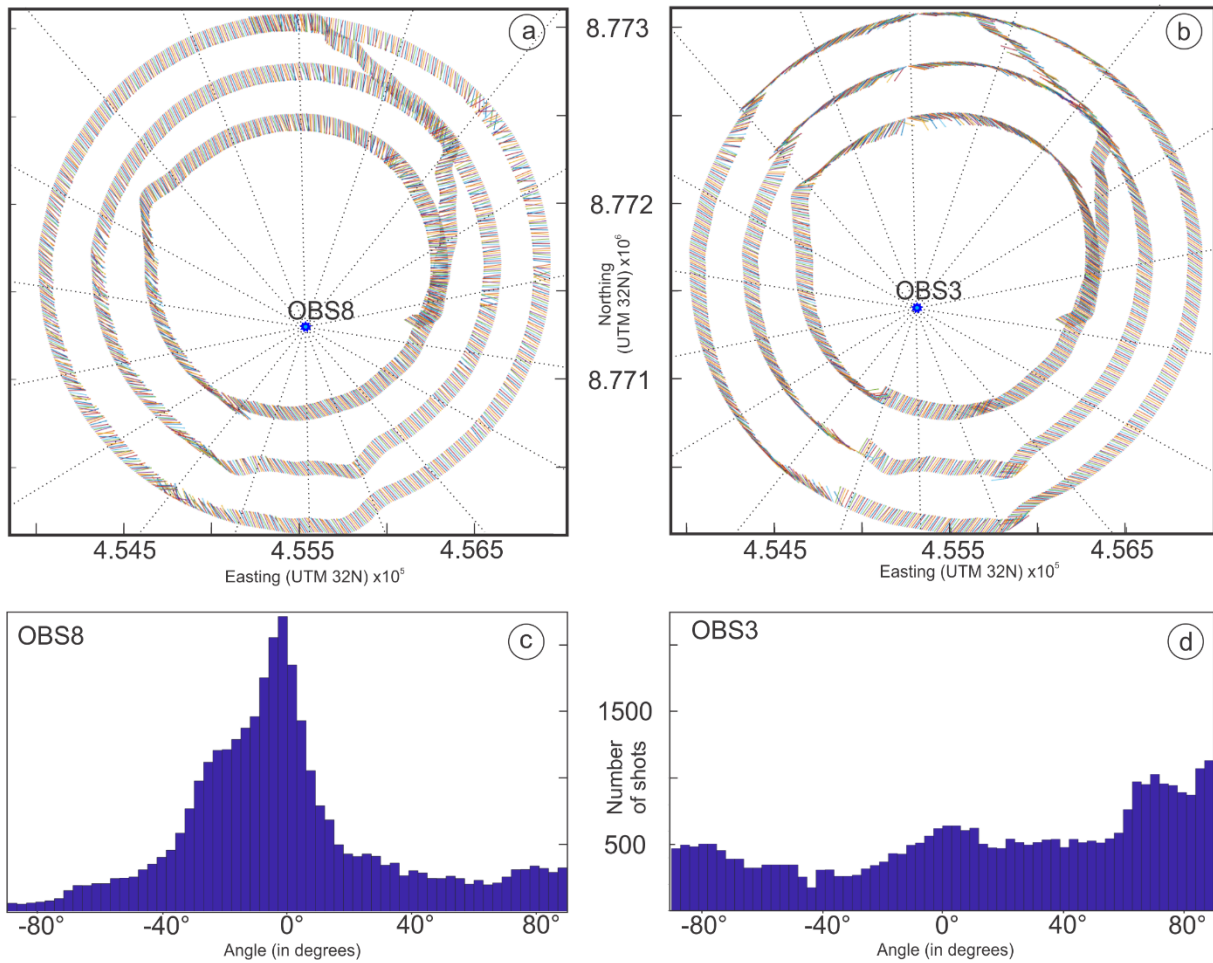 a
OBS8
4.545 4.555 4.565
Easting (UTM 32N) x10⁵
8.773
8.772
8.771
Northing
(UTM 32N) x10⁶
b
OBS3
4.545 4.555 4.565
Easting (UTM 32N) x10⁵
OBS8
c
-80° -40° 0° 40° 80°
Angle (in degrees)
1500
Number
of shots
500
OBS3
d
-80° -40° 0° 40° 80°
Angle (in degrees)